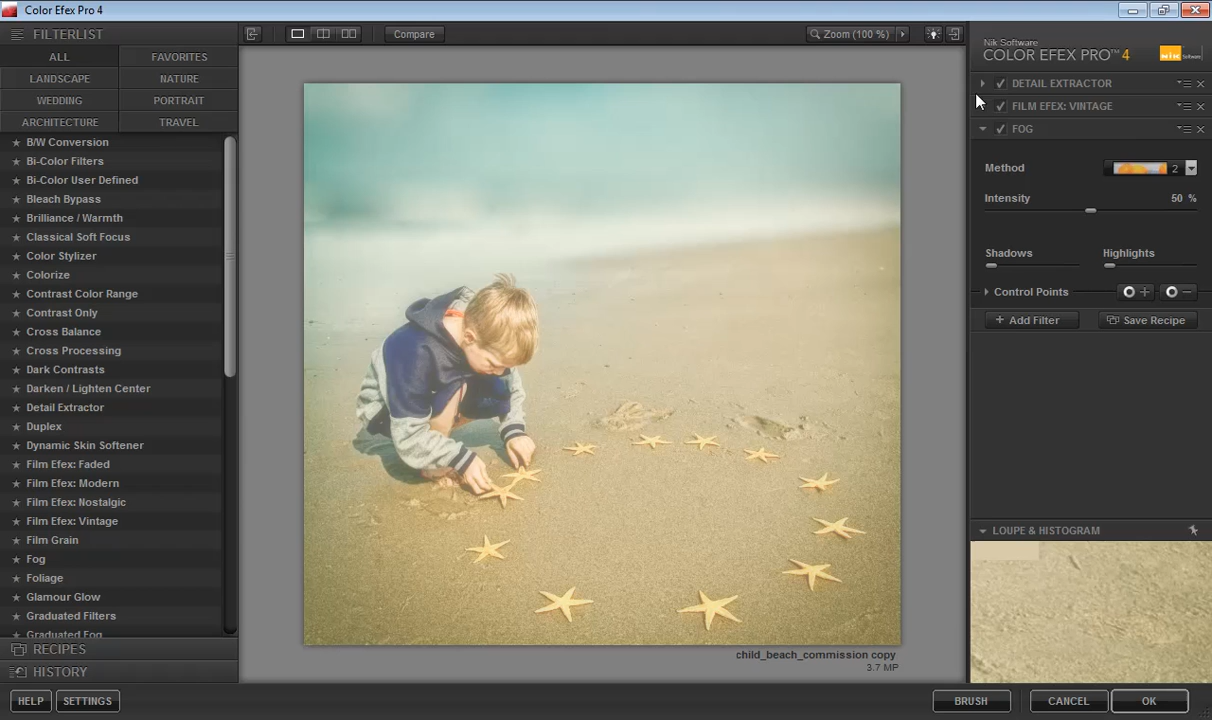 Color Efex Pro 4
FILTERLIST
ALL
FAVORITES
LANDSCAPE
NATURE
WEDDING
PORTRAIT
ARCHITECTURE
TRAVEL
B/W Conversion
Bi-Color Filters
Bi-Color User Defined
Bleach Bypass
Brilliance / Warmth
Classical Soft Focus
Color Stylizer
Colorize
Contrast Color Range
Contrast Only
Cross Balance
Cross Processing
Dark Contrasts
Darken / Lighten Center
Detail Extractor
Duplex
Dynamic Skin Softener
Film Efex: Faded
Film Efex: Modern
Film Efex: Nostalgic
Film Efex: Vintage
Film Grain
Fog
Foliage
Glamour Glow
Graduated Filters
Graduated Fog
RECIPES
HISTORY
HELP
SETTINGS
Compare
Zoom (100 %)
child_beach_commission copy
3.7 MP
Nik Software
COLOR EFEX PRO™ 4
Nik Software
DETAIL EXTRACTOR
FILM EFEX: VINTAGE
FOG
Method
2
Intensity
50 %
Shadows
Highlights
Control Points
+ Add Filter
Save Recipe
LOUPE & HISTOGRAM
BRUSH
CANCEL
OK